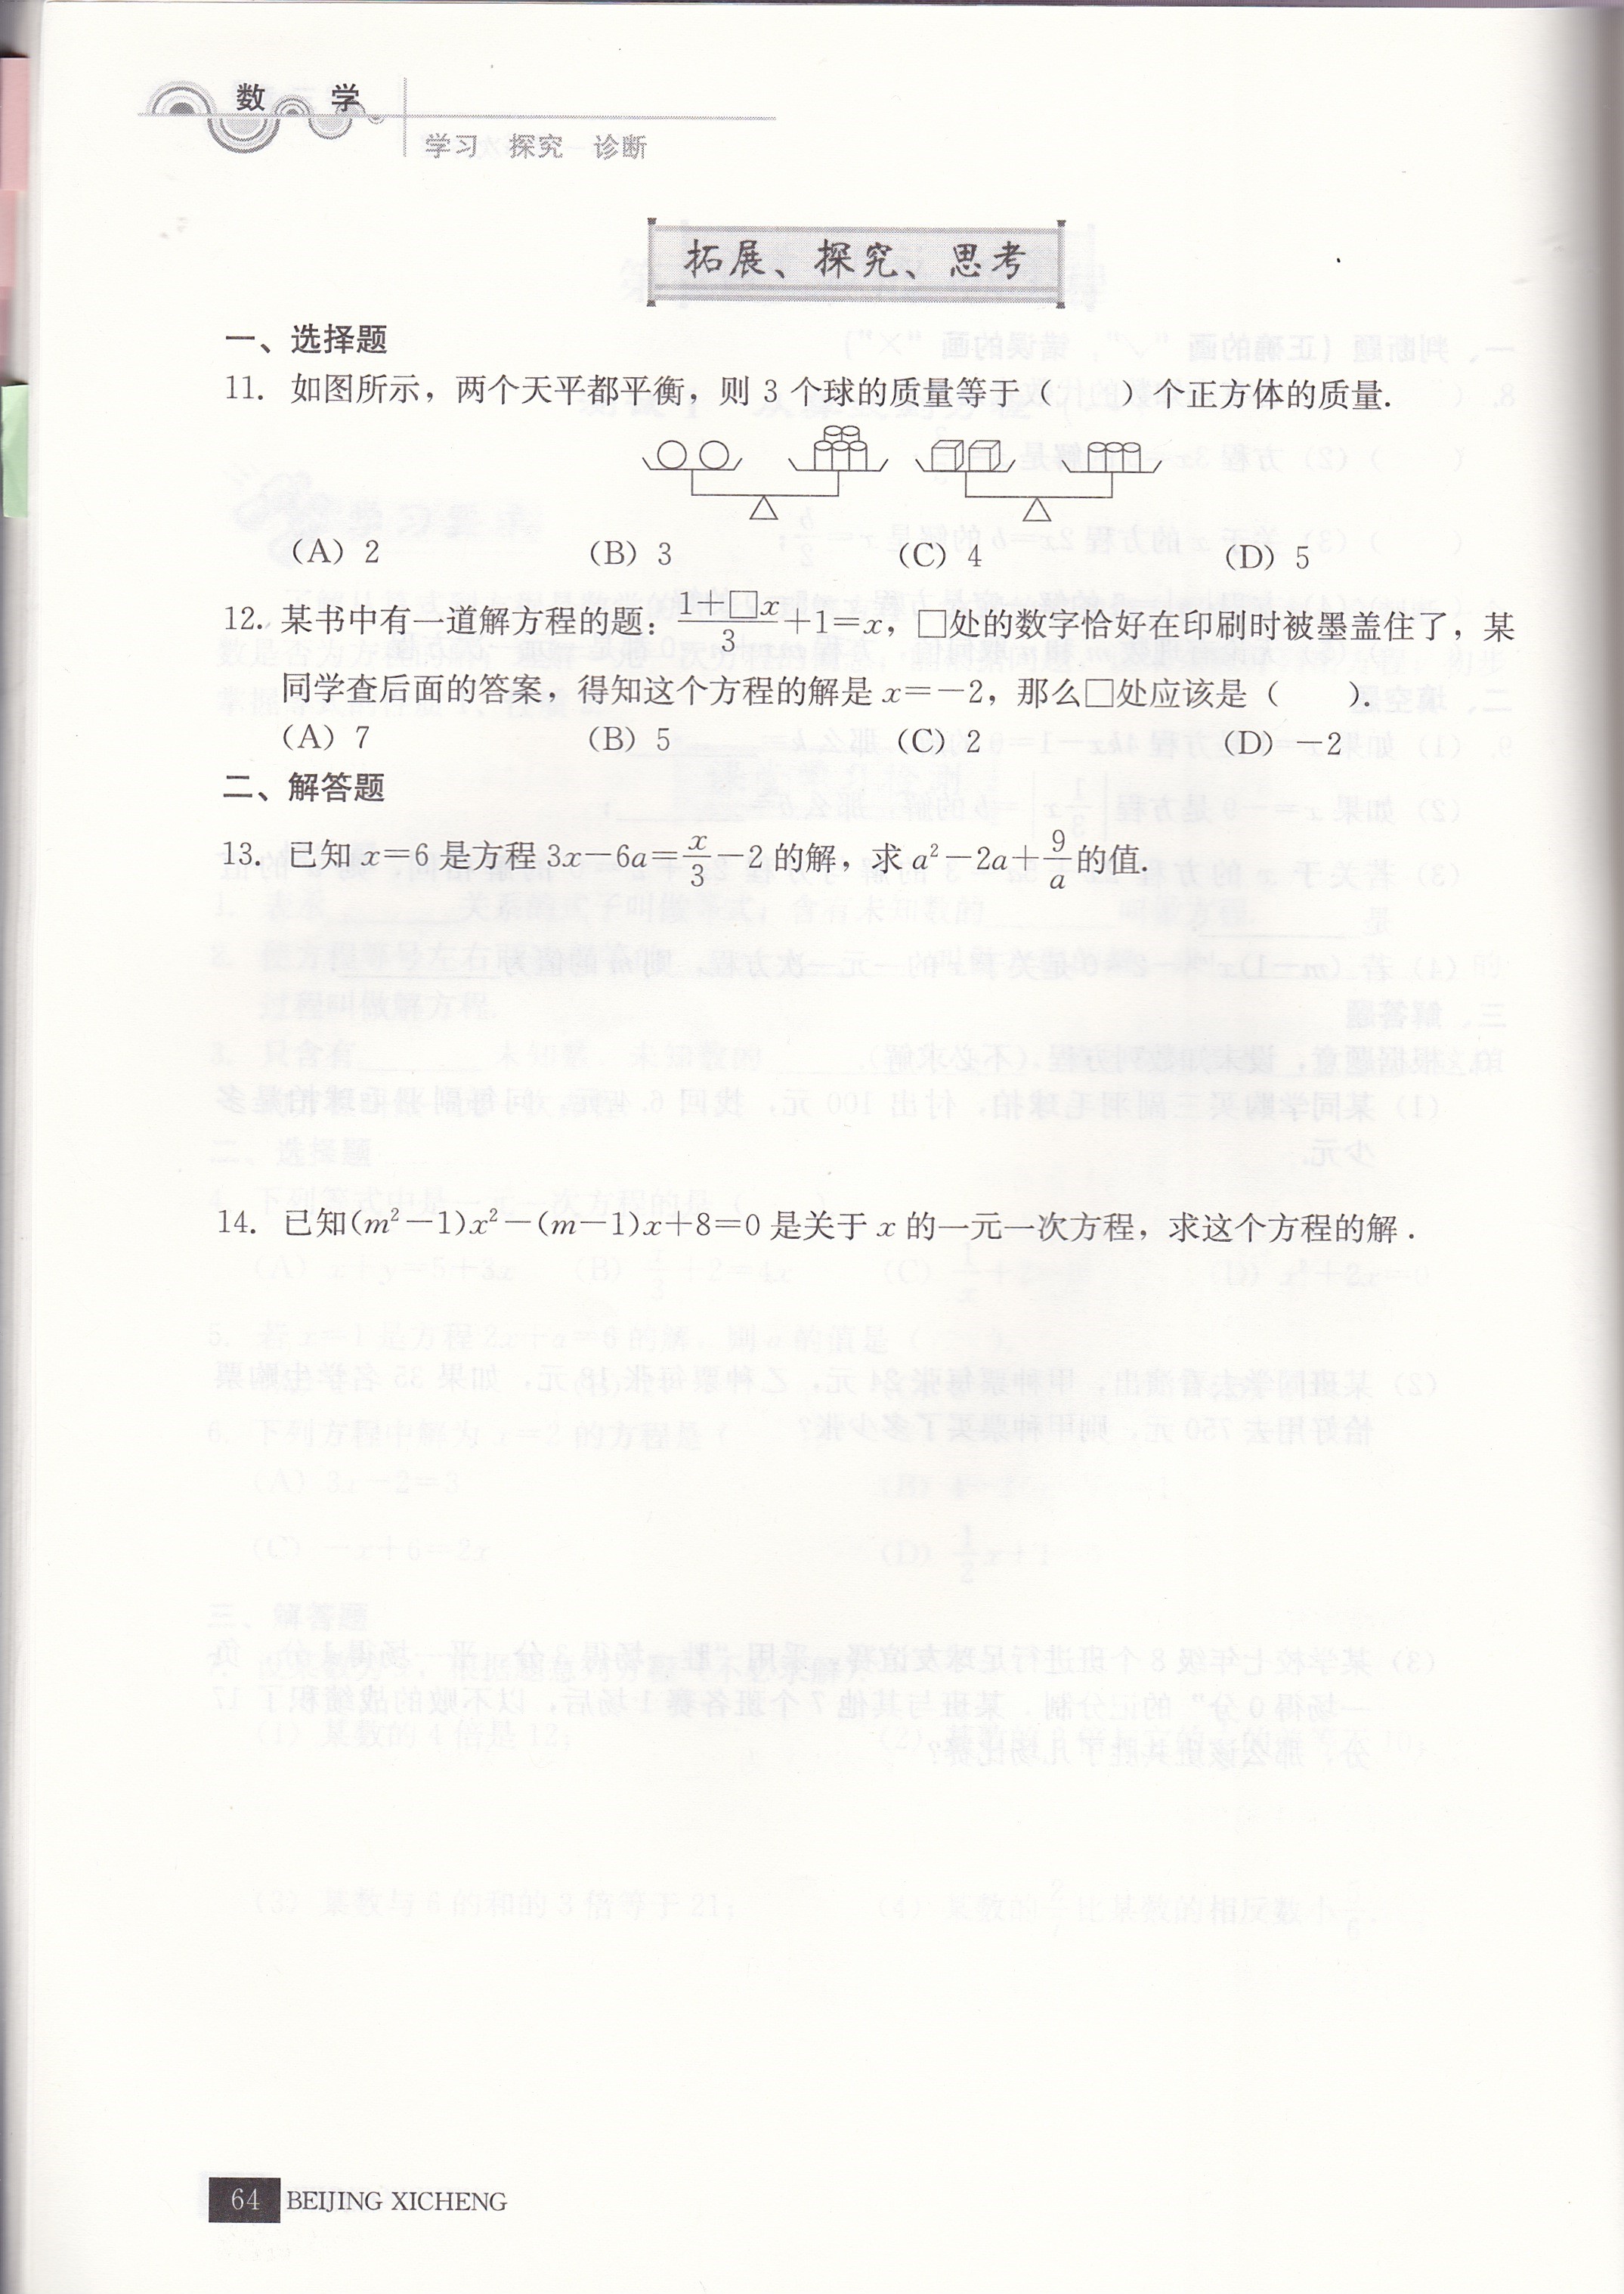 数 学
学习 探究 诊断
拓展、探究、思考
一、选择题
11. 如图所示，两个天平都平衡，则 3 个球的质量等于（ ）个正方体的质量.
（A）2 （B）3 （C）4 （D）5
12. 某书中有一道解方程的题：$\frac{1+□x}{3}$+1=x，□处的数字恰好在印刷时被墨盖住了，某
同学查后面的答案，得知这个方程的解是 x=-2，那么□处应该是（ ）.
（A）7 （B）5 （C）2 （D）-2
二、解答题
13. 已知 x=6 是方程 3x-6a=$\frac{x}{3}$-2 的解，求 a²-2a+$\frac{9}{a}$的值.
14. 已知(m²-1)x²-(m-1)x+8=0 是关于 x 的一元一次方程，求这个方程的解.
64 BEIJING XICHENG